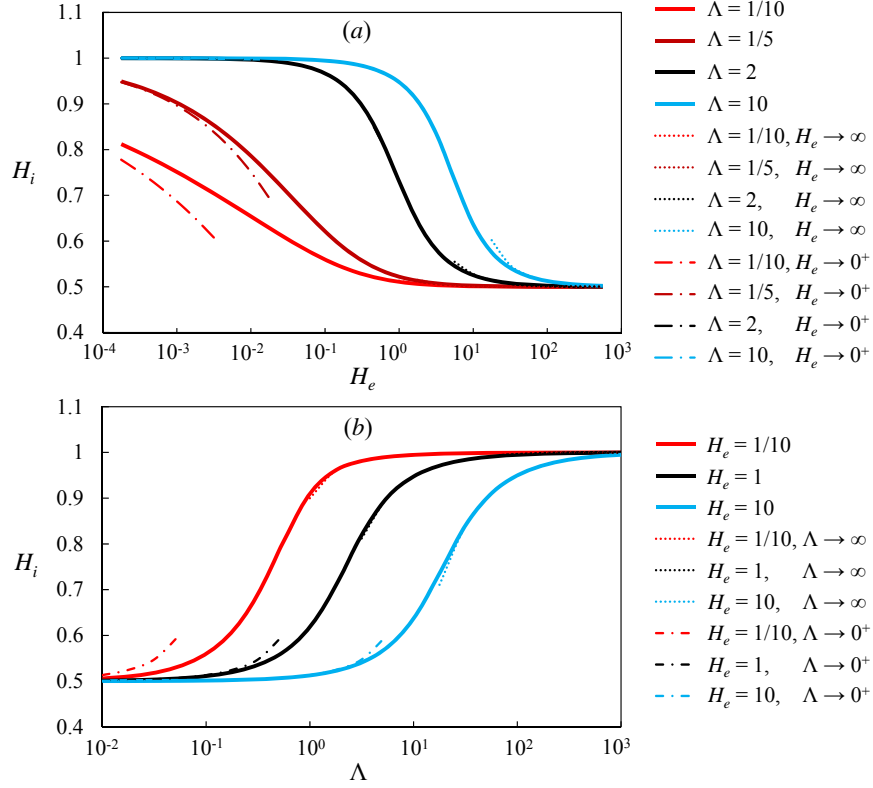 (a)
1.1
1
0.9
0.8
0.7
0.6
0.5
0.4
H_i
10^-4
10^-3
10^-2
10^-1
10^0
10^1
10^2
10^3
H_e
Λ = 1/10
Λ = 1/5
Λ = 2
Λ = 10
Λ = 1/10, H_e → ∞
Λ = 1/5, H_e → ∞
Λ = 2, H_e → ∞
Λ = 10, H_e → ∞
Λ = 1/10, H_e → 0^+
Λ = 1/5, H_e → 0^+
Λ = 2, H_e → 0^+
Λ = 10, H_e → 0^+
(b)
1.1
1
0.9
0.8
0.7
0.6
0.5
0.4
H_i
10^-2
10^-1
10^0
10^1
10^2
10^3
Λ
H_e = 1/10
H_e = 1
H_e = 10
H_e = 1/10, Λ → ∞
H_e = 1, Λ → ∞
H_e = 10, Λ → ∞
H_e = 1/10, Λ → 0^+
H_e = 1, Λ → 0^+
H_e = 10, Λ → 0^+